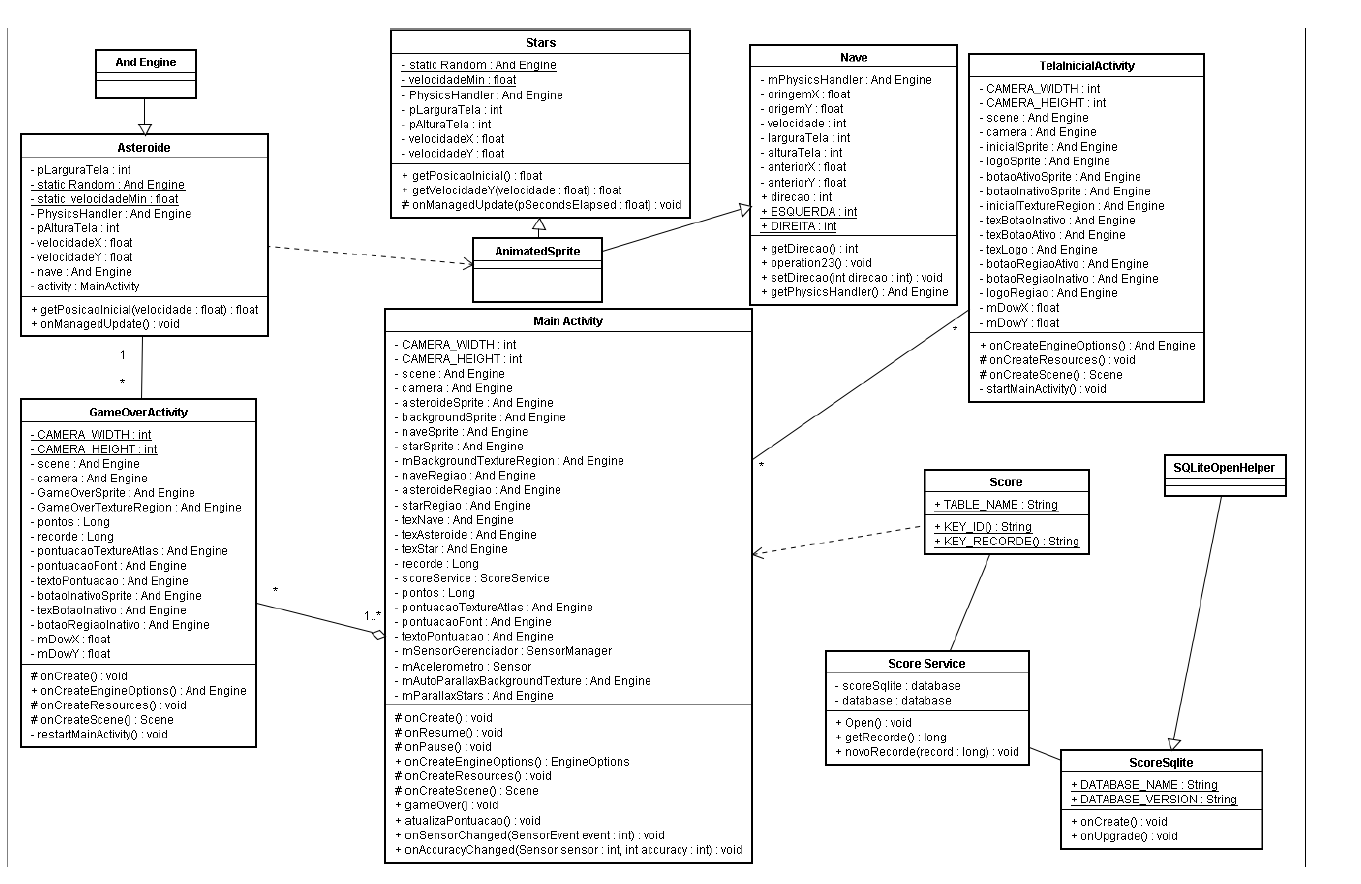 And Engine
Asteroide
- pLarguraTela : int
- static Random : And Engine
- static velocidadeMin : float
- PhysicsHandler : And Engine
- pAlturaTela : int
- velocidadeX : float
- velocidadeY : float
- nave : And Engine
- activity : MainActivity
+ getPosicaoInicial(velocidade : float) : float
+ onManagedUpdate() : void
1
*
GameOverActivity
- CAMERA_WIDTH : int
- CAMERA_HEIGHT : int
- scene : And Engine
- camera : And Engine
- GameOverSprite : And Engine
- GameOverTextureRegion : And Engine
- pontos : Long
- recorde : Long
- pontuacaoTextureAtlas : And Engine
- pontuacaoFont : And Engine
- textoPontuacao : And Engine
- botaoInativoSprite : And Engine
- texBotaoInativo : And Engine
- botaoRegiaoInativo : And Engine
- mDowX : float
- mDowY : float
# onCreate() : void
+ onCreateEngineOptions() : And Engine
# onCreateResources() : void
# onCreateScene() : Scene
- restartMainActivity() : void
*
1..*
Stars
- static Random : And Engine
- velocidadeMin : float
- PhysicsHandler : And Engine
- pLarguraTela : int
- pAlturaTela : int
- velocidadeX : float
- velocidadeY : float
+ getPosicaoInicial() : float
+ getVelocidadeY(velocidade : float) : float
# onManagedUpdate(pSecondsElapsed : float) : void
AnimatedSprite
Main Activity
- CAMERA_WIDTH : int
- CAMERA_HEIGHT : int
- scene : And Engine
- camera : And Engine
- asteroideSprite : And Engine
- backgroundSprite : And Engine
- naveSprite : And Engine
- starSprite : And Engine
- mBackgroundTextureRegion : And Engine
- naveRegiao : And Engine
- asteroideRegiao : And Engine
- starRegiao : And Engine
- texNave : And Engine
- texAsteroide : And Engine
- texStar : And Engine
- recorde : Long
- scoreService : ScoreService
- pontos : Long
- pontuacaoTextureAtlas : And Engine
- pontuacaoFont : And Engine
- textoPontuacao : And Engine
- mSensorGerenciador : SensorManager
- mAcelerometro : Sensor
- mAutoParallaxBackgroundTexture : And Engine
- mParallaxStars : And Engine
# onCreate() : void
# onResume() : void
# onPause() : void
+ onCreateEngineOptions() : EngineOptions
# onCreateResources() : void
# onCreateScene() : Scene
+ gameOver() : void
+ atualizaPontuacao() : void
+ onSensorChanged(SensorEvent event : int) : void
+ onAccuracyChanged(Sensor sensor : int, int accuracy : int) : void
Nave
- mPhysicsHandler : And Engine
- oringemX : float
- origemY : float
- velocidade : int
- larguraTela : int
- alturaTela : int
- anteriorX : float
- anteriorY : float
+ direcao : int
+ ESQUERDA : int
+ DIREITA : int
+ getDirecao() : int
+ operation23() : void
+ setDirecao(int direcao : int) : void
+ getPhysicsHandler() : And Engine
*
*
TelaInicialActivity
- CAMERA_WIDTH : int
- CAMERA_HEIGHT : int
- scene : And Engine
- camera : And Engine
- inicialSprite : And Engine
- logoSprite : And Engine
- botaoAtivoSprite : And Engine
- botaoInativoSprite : And Engine
- inicialTextureRegion : And Engine
- texBotaoInativo : And Engine
- texBotaoAtivo : And Engine
- texLogo : And Engine
- botaoRegiaoAtivo : And Engine
- botaoRegiaoInativo : And Engine
- logoRegiao : And Engine
- mDowX : float
- mDowY : float
+ onCreateEngineOptions() : And Engine
# onCreateResources() : void
# onCreateScene() : Scene
- startMainActivity() : void
Score
+ TABLE_NAME : String
+ KEY_ID() : String
+ KEY_RECORDE() : String
SQLiteOpenHelper
Score Service
- scoreSqlite : database
- database : database
+ Open() : void
+ getRecorde() : long
+ novoRecorde(record : long) : void
ScoreSqlite
+ DATABASE_NAME : String
+ DATABASE_VERSION : String
+ onCreate() : void
+ onUpgrade() : void